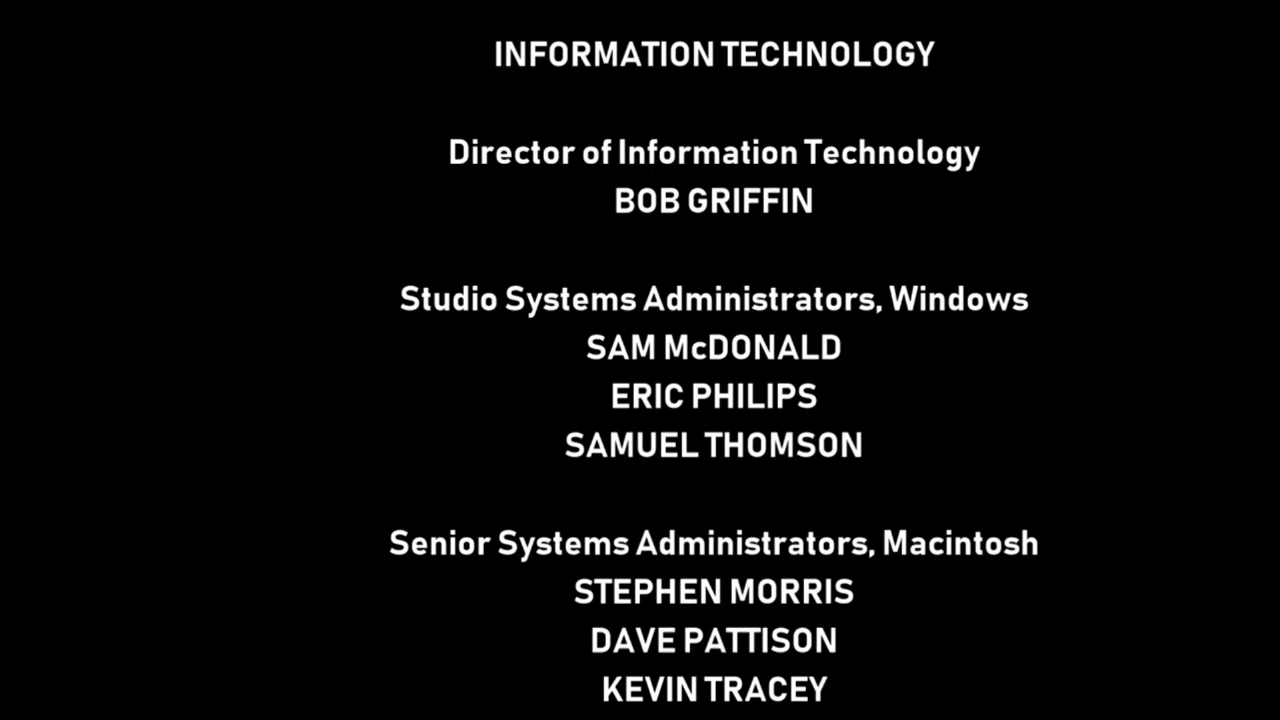 INFORMATION TECHNOLOGY
Director of Information Technology
BOB GRIFFIN
Studio Systems Administrators, Windows
SAM McDONALD
ERIC PHILIPS
SAMUEL THOMSON
Senior Systems Administrators, Macintosh
STEPHEN MORRIS
DAVE PATTISON
KEVIN TRACEY